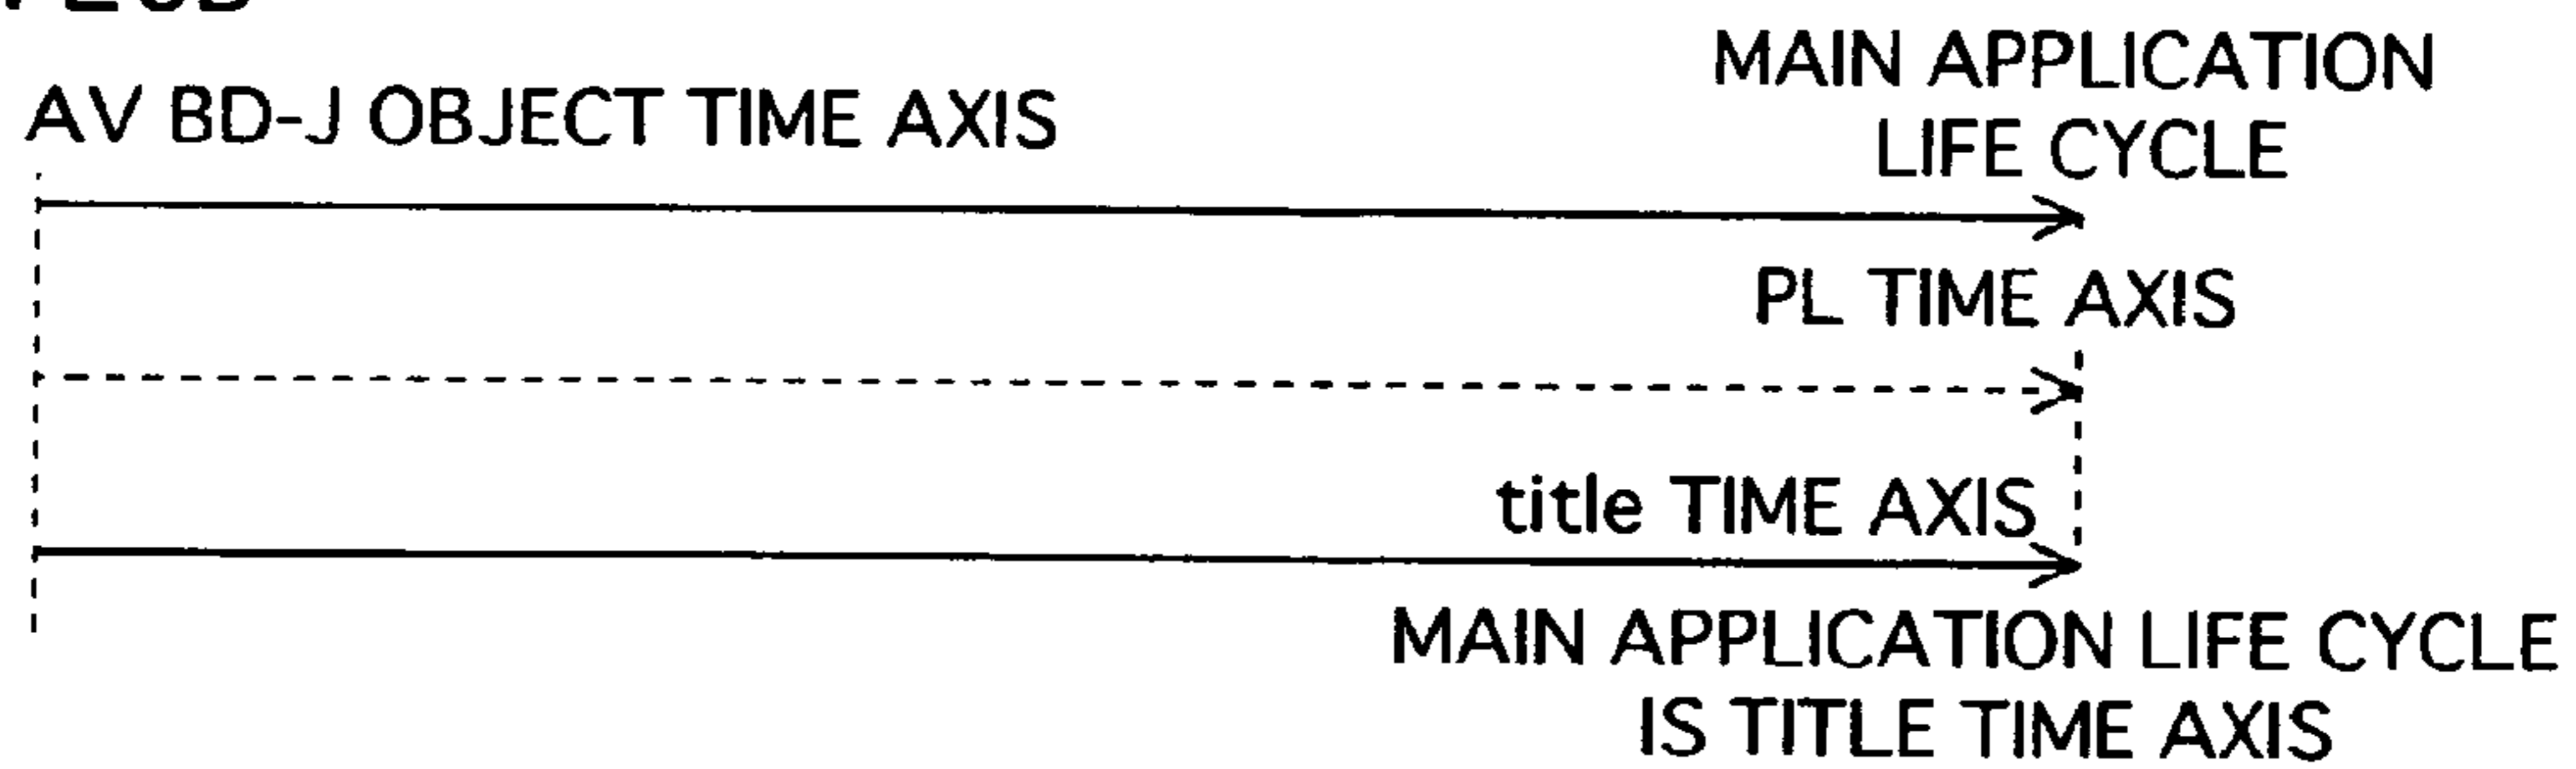 MAIN APPLICATION
LIFE CYCLE
AV BD-J OBJECT TIME AXIS
PL TIME AXIS
title TIME AXIS
MAIN APPLICATION LIFE CYCLE
IS TITLE TIME AXIS